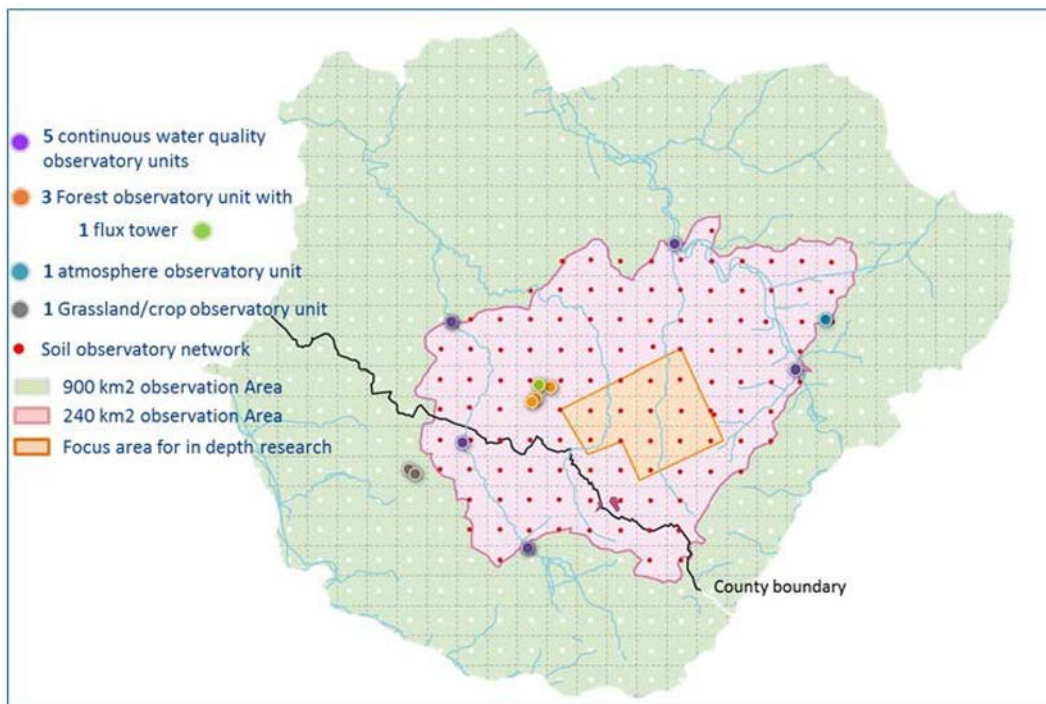 5 continuous water quality
observatory units
3 Forest observatory unit with
1 flux tower
1 atmosphere observatory unit
1 Grassland/crop observatory unit
Soil observatory network
900 km2 observation Area
240 km2 observation Area
Focus area for in depth research
County boundary